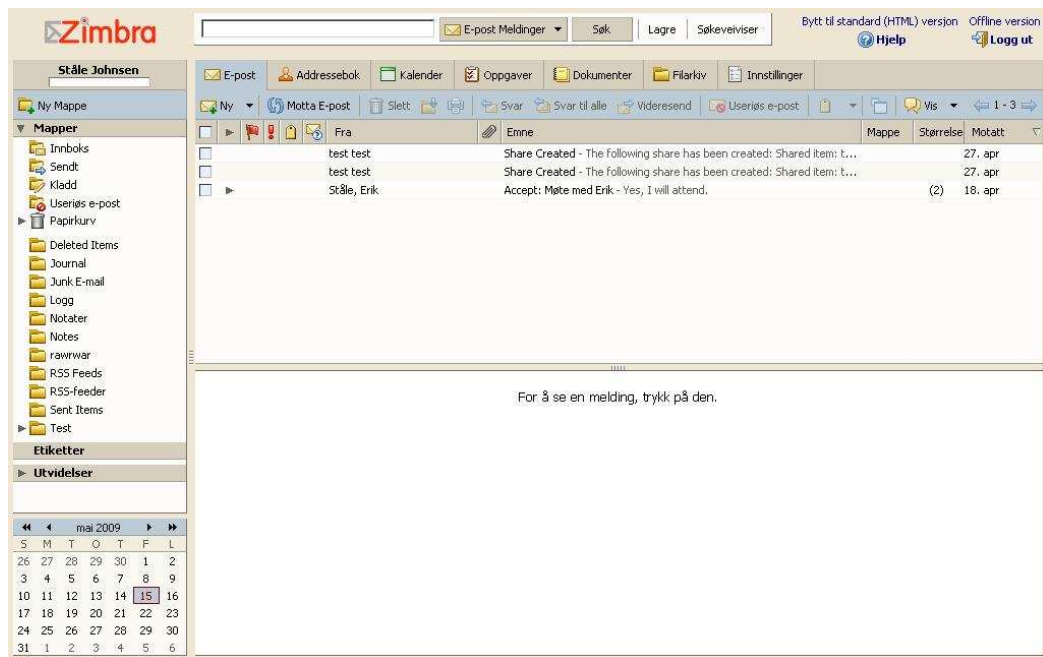 Zimbra
E-post Meldinger Søk Lagre Søkeveiviser
Bytt til standard (HTML) versjon Offline version
Hjelp Logg ut
Ståle Johnsen
E-post Addressebok Kalender Oppgaver Dokumenter Filarkiv Innstillinger
Ny Mappe
Ny Motta E-post Slett Svar Svar til alle Videresend Useriøs e-post Vis 1 - 3
Mapper
Fra Emne Mappe Størrelse Motatt
Innboks
Sendt
Kladd
Useriøs e-post
Papirkurv
Deleted Items
Journal
Junk E-mail
Logg
Notater
Notes
rawrwar
RSS Feeds
RSS-feeder
Sent Items
Test
Etiketter
Utvidelser
test test Share Created - The following share has been created: Shared item: t... 27. apr
test test Share Created - The following share has been created: Shared item: t... 27. apr
Ståle, Erik Accept: Møte med Erik - Yes, I will attend. (2) 18. apr
For å se en melding, trykk på den.
mai 2009
S M T O T F L
26 27 28 29 30 1 2
3 4 5 6 7 8 9
10 11 12 13 14 15 16
17 18 19 20 21 22 23
24 25 26 27 28 29 30
31 1 2 3 4 5 6